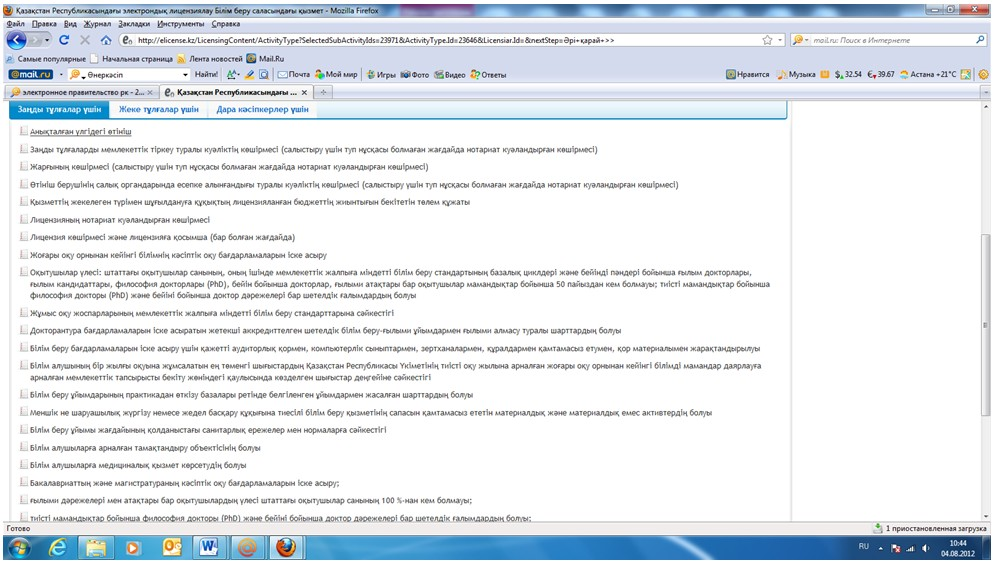 Қазақстан Республикасындағы электрондық лицензиялау Білім беру саласындағы қызмет - Mozilla Firefox
Файл Правка Вид Журнал Закладки Инструменты Справка
http://elicense.kz/LicensingContent/ActivityType?SelectedSubActivityIds=23971&ActivityType.Id=23646&Licensiar.Id=&nextStep=Әрі+қарай+>>
mail.ru: Поиск в Интернете
Самые популярные Начальная страница Лента новостей Mail.Ru
@mail.ru Өнеркәсіп Найти! Почта Мой мир Игры Фото Видео Ответы Нравится Музыка $ 32.54 € 39.67 Астана +21°C
электронное правительство рк - 2... Қазақстан Республикасындағы ...
Заңды тұлғалар үшін Жеке тұлғалар үшін Дара кәсіпкерлер үшін
Анықталған үлгідегі өтініш
Заңды тұлғаларды мемлекеттік тіркеу туралы куәліктің көшірмесі (салыстыру үшін түп нұсқасы болмаған жағдайда нотариат куәландырған көшірмесі)
Жарғының көшірмесі (салыстыру үшін түп нұсқасы болмаған жағдайда нотариат куәландырған көшірмесі)
Өтініш берушінің салық органдарында есепке алынғандығы туралы куәліктің көшірмесі (салыстыру үшін түп нұсқасы болмаған жағдайда нотариат куәландырған көшірмесі)
Қызметтің жекелеген түрімен шұғылдануға құқықтың лицензияланған бюджеттің жиынтығын бекітетін төлем құжаты
Лицензияның нотариат куәландырған көшірмесі
Лицензия көшірмесі және лицензияға қосымша (бар болған жағдайда)
Жоғары оқу орнынан кейінгі білімнің кәсіптік оқу бағдарламаларын іске асыру
Оқытушылар үлесі: штаттағы оқытушылар санының, оның ішінде мемлекеттік жалпыға міндетті білім беру стандартының базалық циклдері және бейінді пәндері бойынша ғылым докторлары,
ғылым кандидаттары, философия докторлары (PhD), бейін бойынша докторлар, ғылыми атақтары бар оқытушылар мамандықтар бойынша 50 пайыздан кем болмауы; тиісті мамандықтар бойынша
философия докторы (PhD) және бейіні бойынша доктор дәрежелері бар шетелдік ғалымдардың болуы
Жұмыс оқу жоспарларының мемлекеттік жалпыға міндетті білім беру стандарттарына сәйкестігі
Докторантура бағдарламаларын іске асыратын жетекші аккредиттелген шетелдік білім беру-ғылыми ұйымдармен ғылыми алмасу туралы шарттардың болуы
Білім беру бағдарламаларын іске асыру үшін қажетті аудиторлық қормен, компьютерлік сыныптармен, зертханалармен, құралдармен қамтамасыз етумен, қор материалымен жарақтандырылуы
Білім алушының бір жылғы оқуына жұмсалатын ең төменгі шығыстардың Қазақстан Республикасы Үкіметінің тиісті оқу жылына арналған жоғары оқу орнынан кейінгі білімді мамандар даярлауға
арналған мемлекеттік тапсырысты бекіту жөніндегі қаулысында көзделген шығыстар деңгейіне сәйкестігі
Білім беру ұйымдарының практикадан өткізу базалары ретінде белгіленген ұйымдармен жасалған шарттардың болуы
Меншік не шаруашылық жүргізу немесе жедел басқару құқығына тиесілі білім беру қызметінің сапасын қамтамасыз ететін материалдық және материалдық емес активтердің болуы
Білім беру ұйымы жағдайының қолданыстағы санитарлық ережелер мен нормаларға сәйкестігі
Білім алушыларға арналған тамақтандыру объектісінің болуы
Білім алушыларға медициналық қызмет көрсетудің болуы
Бакалавриаттың және магистратураның кәсіптік оқу бағдарламаларын іске асыру;
ғылыми дәрежелері мен атақтары бар оқытушылардың үлесі штаттағы оқытушылар санының 100 %-нан кем болмауы;
тиісті мамандықтар бойынша философия докторы (PhD) және бейіні бойынша доктор дәрежелері бар шетелдік ғалымдардың болуы;
Готово 1 приостановленная загрузка
RU 10:44
04.08.2012